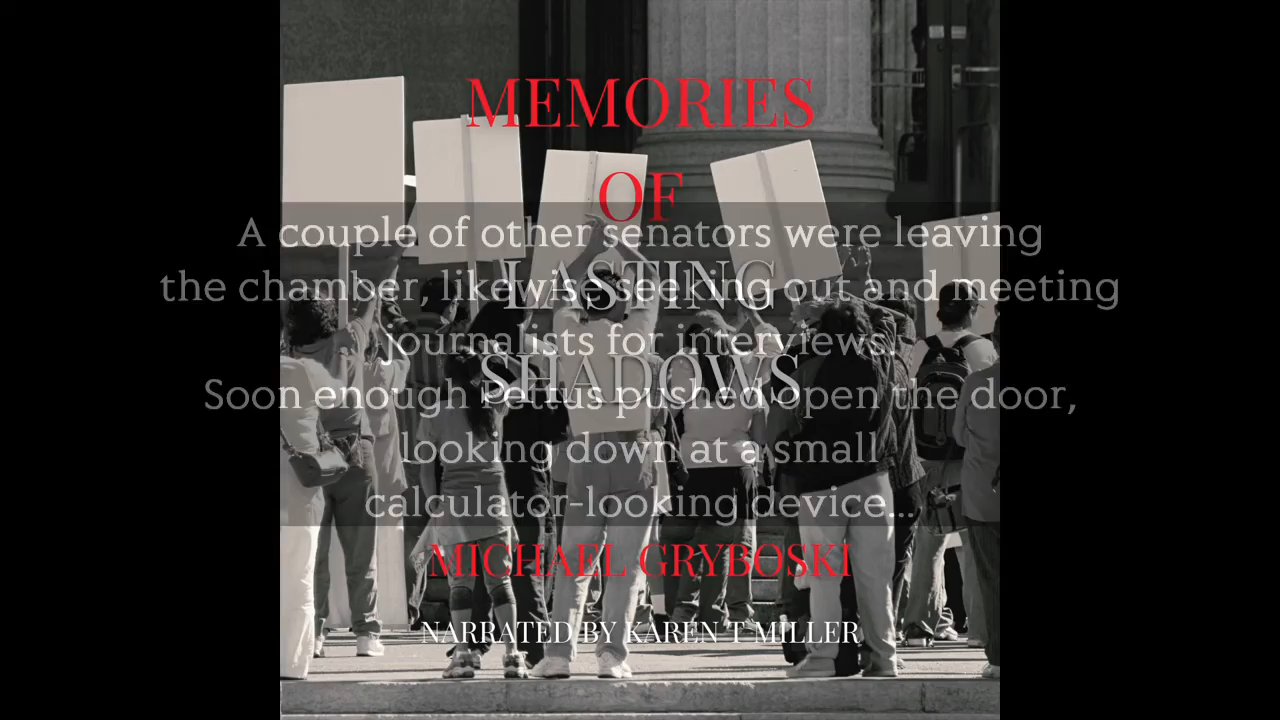 MEMORIES
OF
A couple of other senators were leaving
LASTING
the chamber, likewise seeking out and meeting
journalists for interviews.
SHADOWS
Soon enough Pettus pushed open the door,
looking down at a small
calculator-looking device...
MICHAEL GRYBOSKI
NARRATED BY KAREN T MILLER